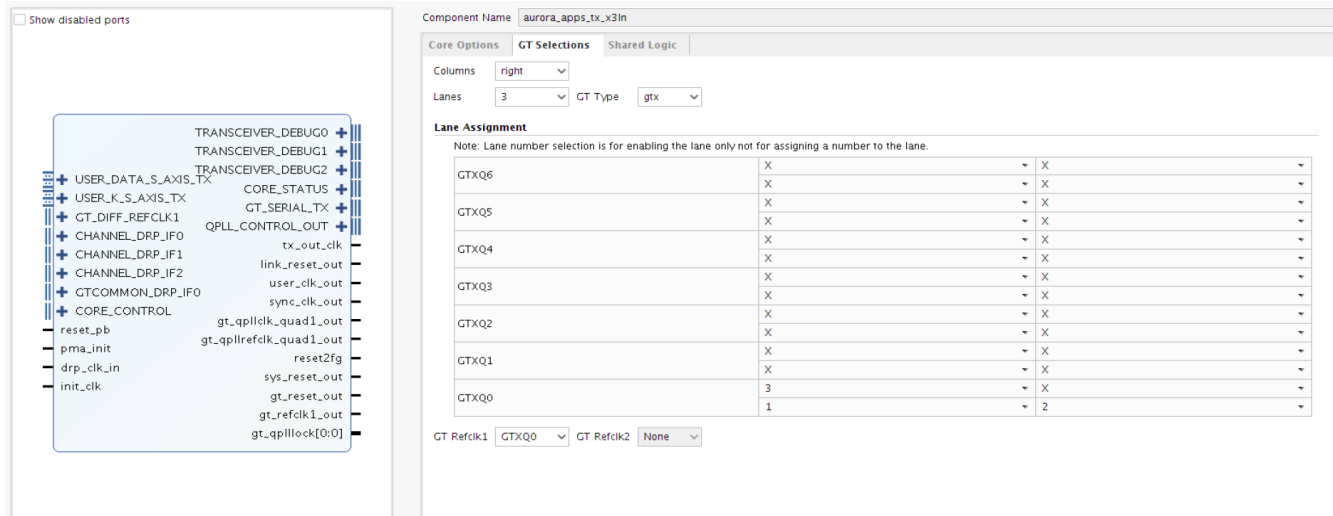 Show disabled ports
TRANSCEIVER_DEBUG0
TRANSCEIVER_DEBUG1
TRANSCEIVER_DEBUG2
USER_DATA_S_AXIS_TX
CORE_STATUS
USER_K_S_AXIS_TX
GT_SERIAL_TX
GT_DIFF_REFCLK1
QPLL_CONTROL_OUT
CHANNEL_DRP_IF0
tx_out_clk
CHANNEL_DRP_IF1
link_reset_out
CHANNEL_DRP_IF2
user_clk_out
GTCOMMON_DRP_IF0
sync_clk_out
CORE_CONTROL
gt_qpllclk_quad1_out
reset_pb
gt_qpllrefclk_quad1_out
pma_init
reset2fg
drp_clk_in
sys_reset_out
init_clk
gt_reset_out
gt_refclk1_out
gt_qplllock[0:0]
Component Name aurora_apps_tx_x3ln
Core Options GT Selections Shared Logic
Columns right
Lanes 3 GT Type gtx
Lane Assignment
Note: Lane number selection is for enabling the lane only not for assigning a number to the lane.
GTXQ6
X X
X X
GTXQ5
X X
X X
GTXQ4
X X
X X
GTXQ3
X X
X X
GTXQ2
X X
X X
GTXQ1
X X
X X
GTXQ0
3 X
1 2
GT Refclk1 GTXQ0 GT Refclk2 None